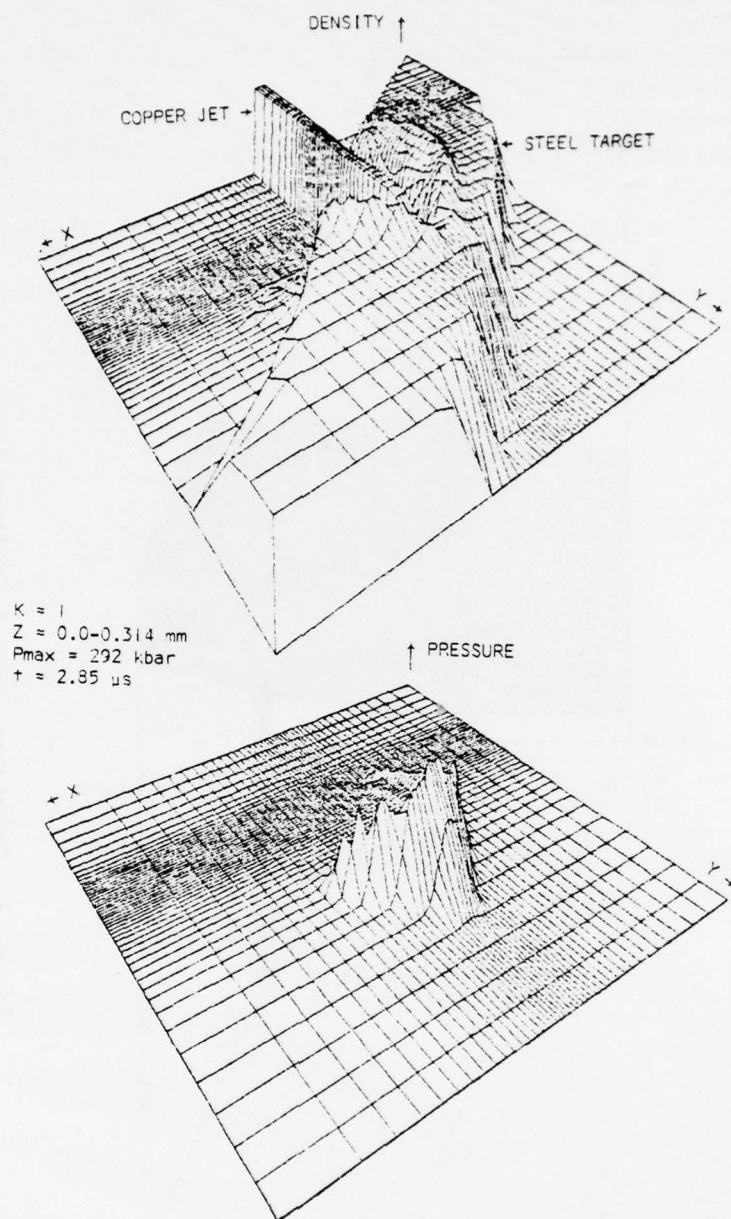 DENSITY ↑
COPPER JET →
← STEEL TARGET
← X
Y →
K = 1
Z = 0.0-0.314 mm
Pmax = 292 kbar
t = 2.85 µs
↑ PRESSURE
← X
Y →